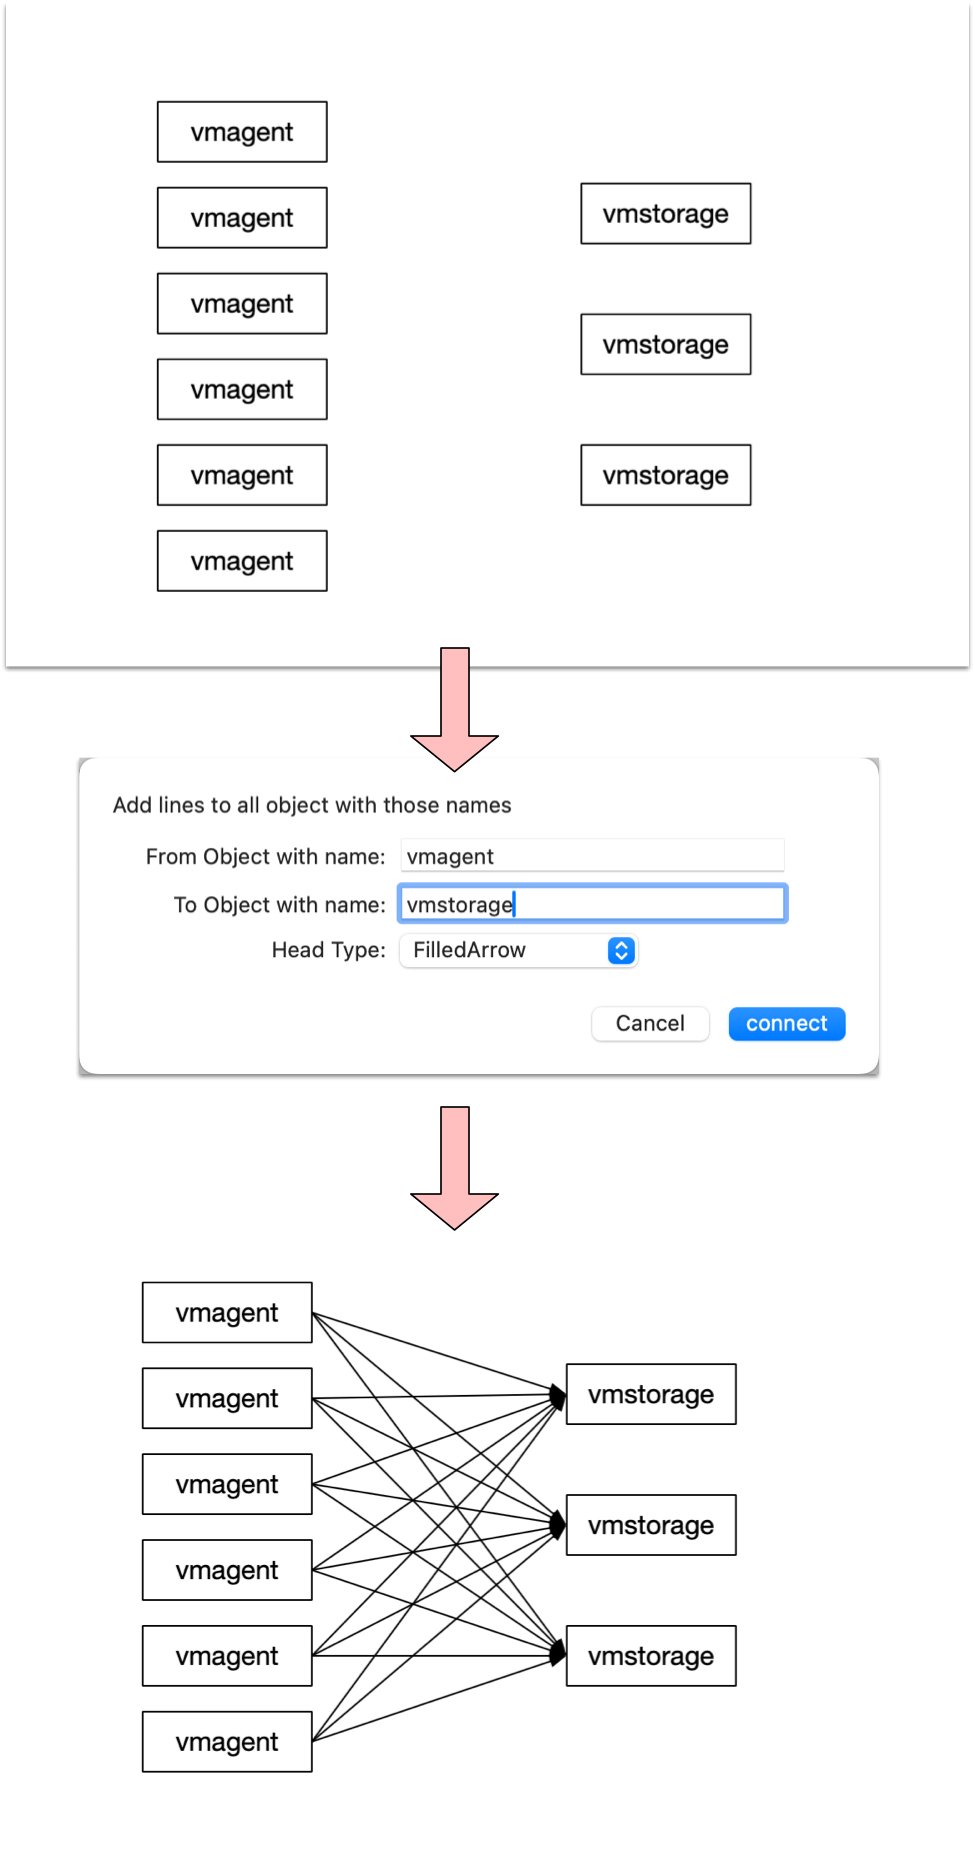 vmagent
vmagent
vmstorage
vmagent
vmstorage
vmagent
vmagent
vmstorage
vmagent
Add lines to all object with those names
From Object with name: vmagent
To Object with name: vmstorage
Head Type: FilledArrow
Cancel connect
vmagent
vmagent
vmstorage
vmagent
vmstorage
vmagent
vmagent
vmstorage
vmagent